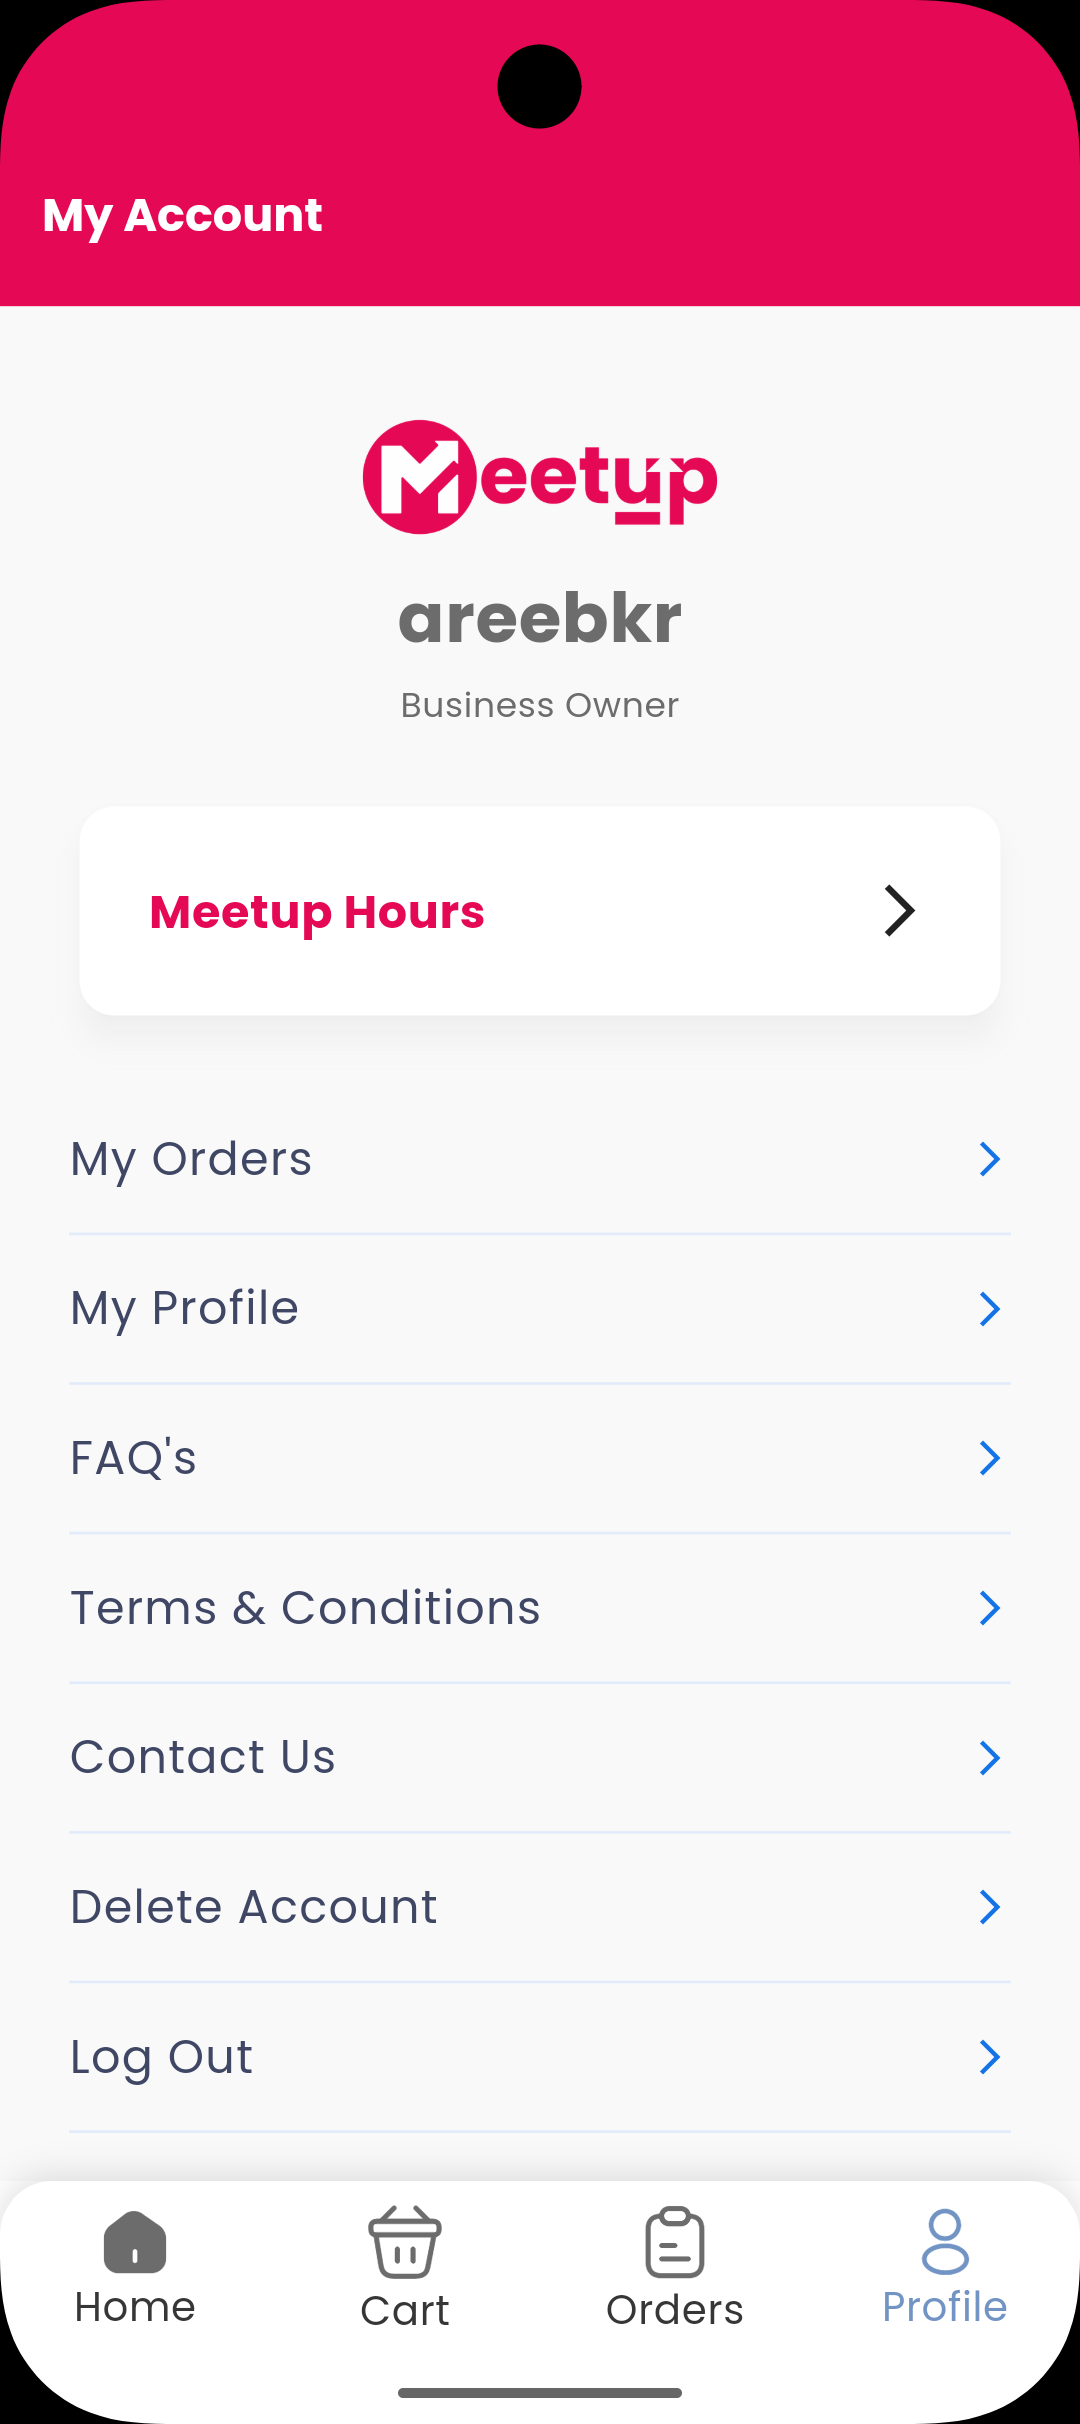 My Account
Meetup
areebkr
Business Owner
Meetup Hours
My Orders
My Profile
FAQ's
Terms & Conditions
Contact Us
Delete Account
Log Out
Home
Cart
Orders
Profile